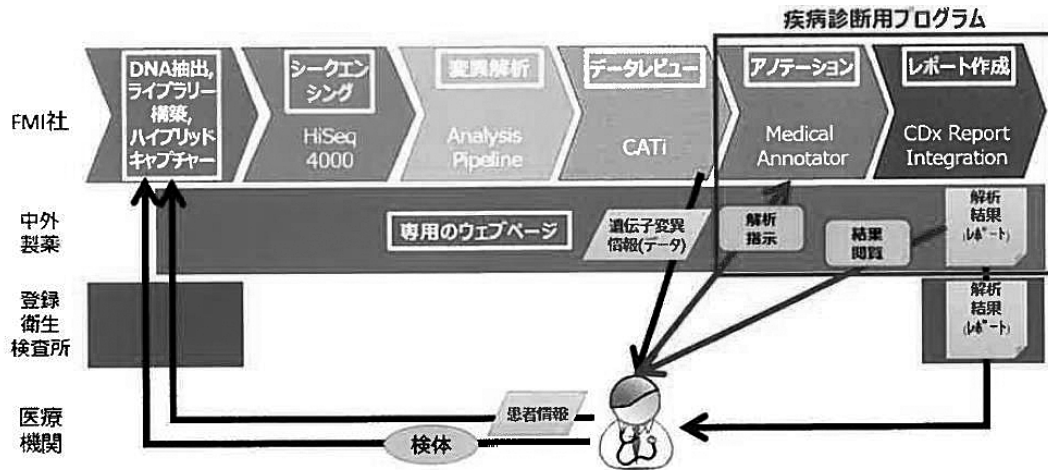 疾病診断用プログラム
FMI社
DNA抽出,
ライブラリー
構築,
ハイブリッド
キャプチャー
シークエン
シング
HiSeq
4000
変異解析
Analysis
Pipeline
データレビュー
CATi
アノテーション
Medical
Annotator
レポート作成
CDx Report
Integration
中外
製薬
専用のウェブページ
遺伝子変異
情報(データ)
解析
指示
結果
閲覧
解析
結果
(レポート)
登録
衛生
検査所
解析
結果
(レポート)
医療
機関
患者情報
検体